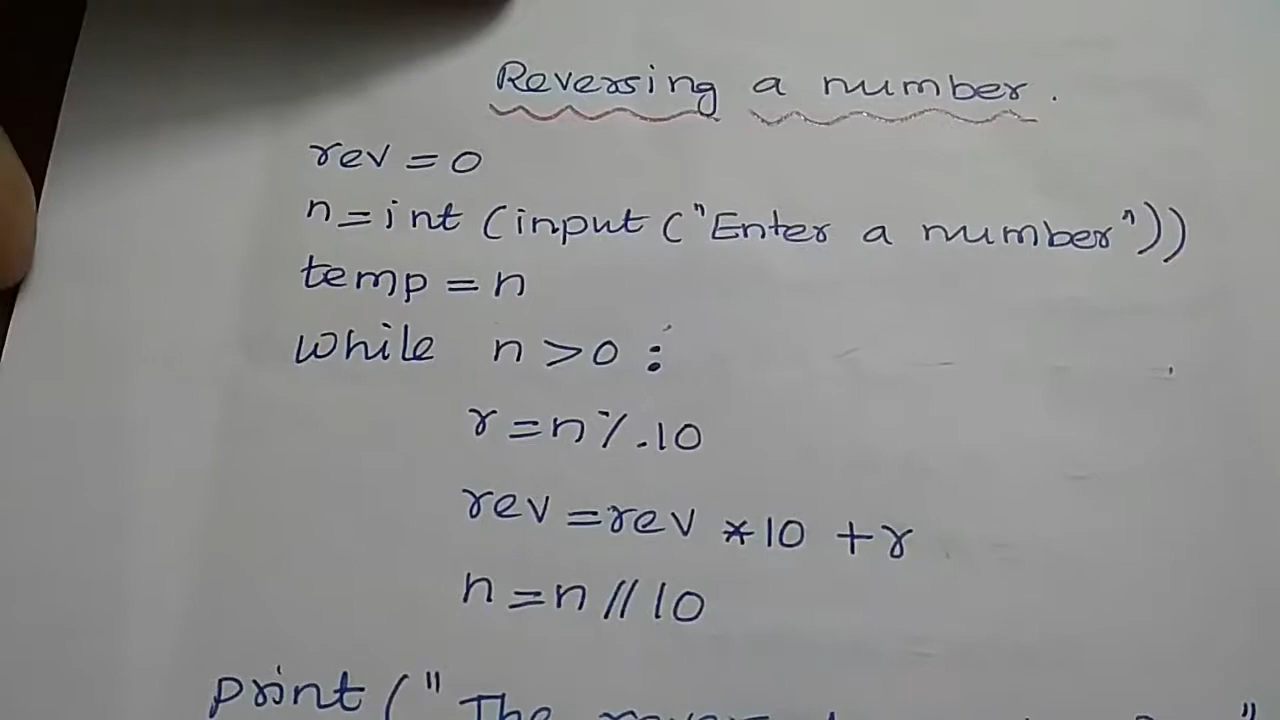 Reversing a number.
rev = 0
n = int (input ("Enter a number"))
temp = n
while n > 0 :
r = n % 10
rev = rev * 10 + r
n = n // 10
print (" The "